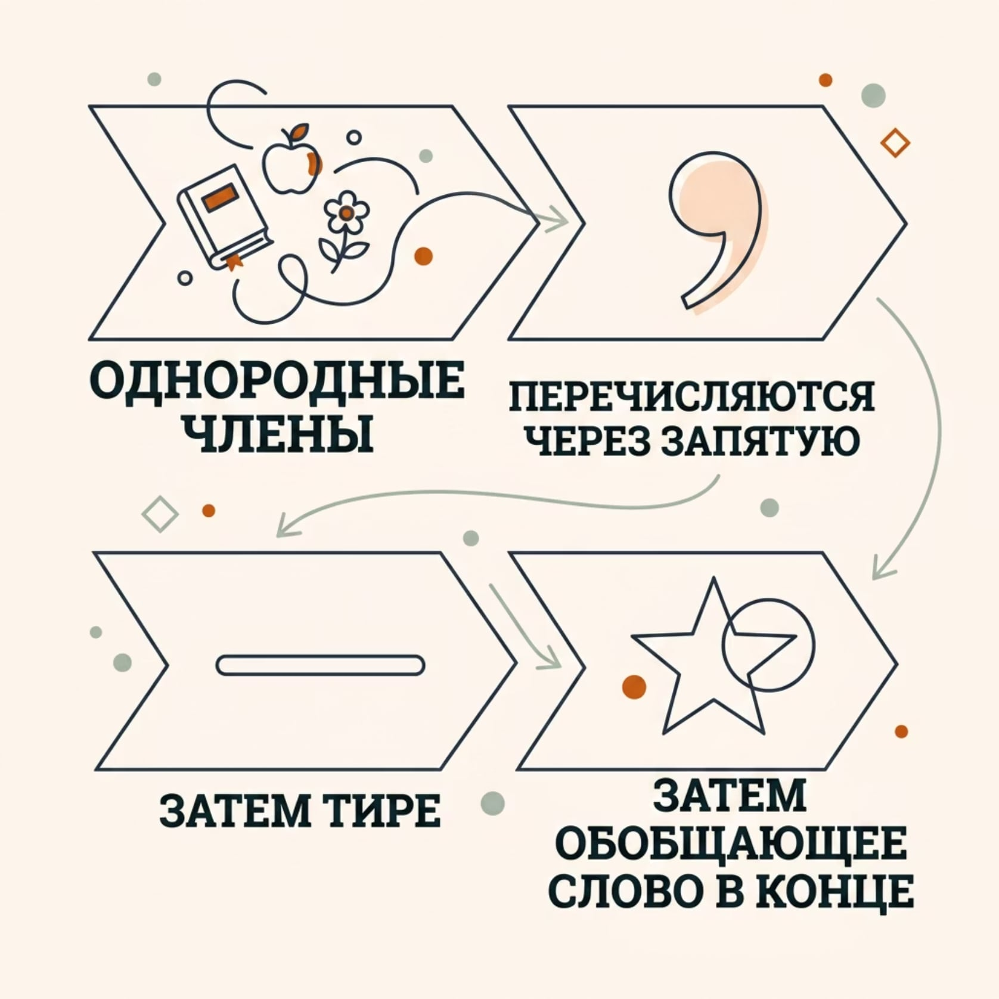 ОДНОРОДНЫЕ
ЧЛЕНЫ
ПЕРЕЧИСЛЯЮТСЯ
ЧЕРЕЗ ЗАПЯТУЮ
ЗАТЕМ ТИРЕ
ЗАТЕМ
ОБОБЩАЮЩЕЕ
СЛОВО В КОНЦЕ